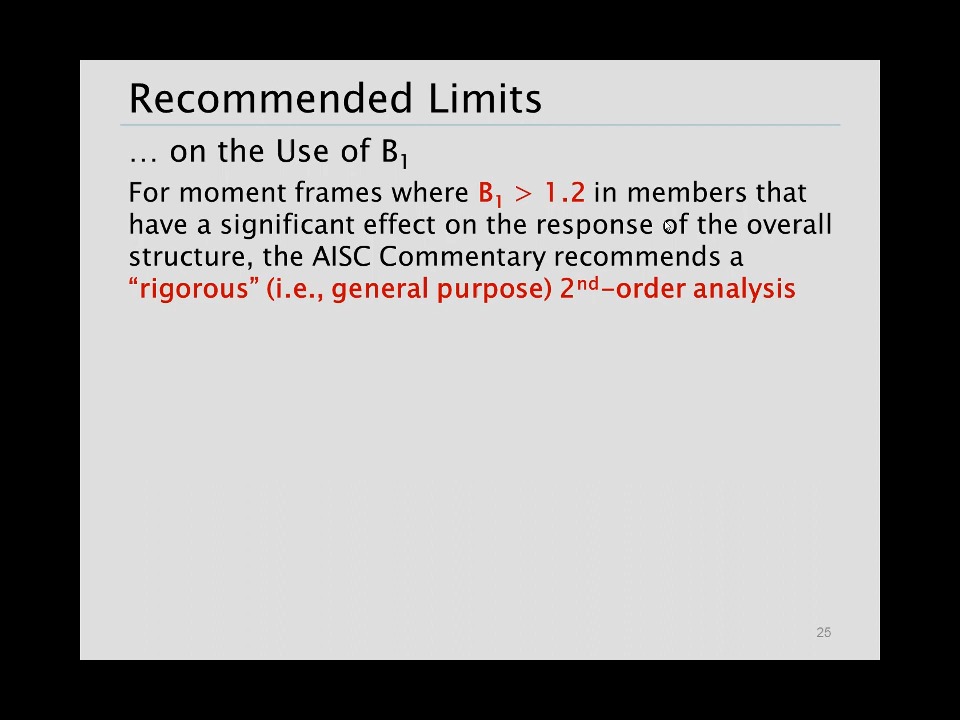 Recommended Limits
… on the Use of B₁
For moment frames where B₁ > 1.2 in members that
have a significant effect on the response of the overall
structure, the AISC Commentary recommends a
“rigorous” (i.e., general purpose) 2ⁿᵈ-order analysis
25